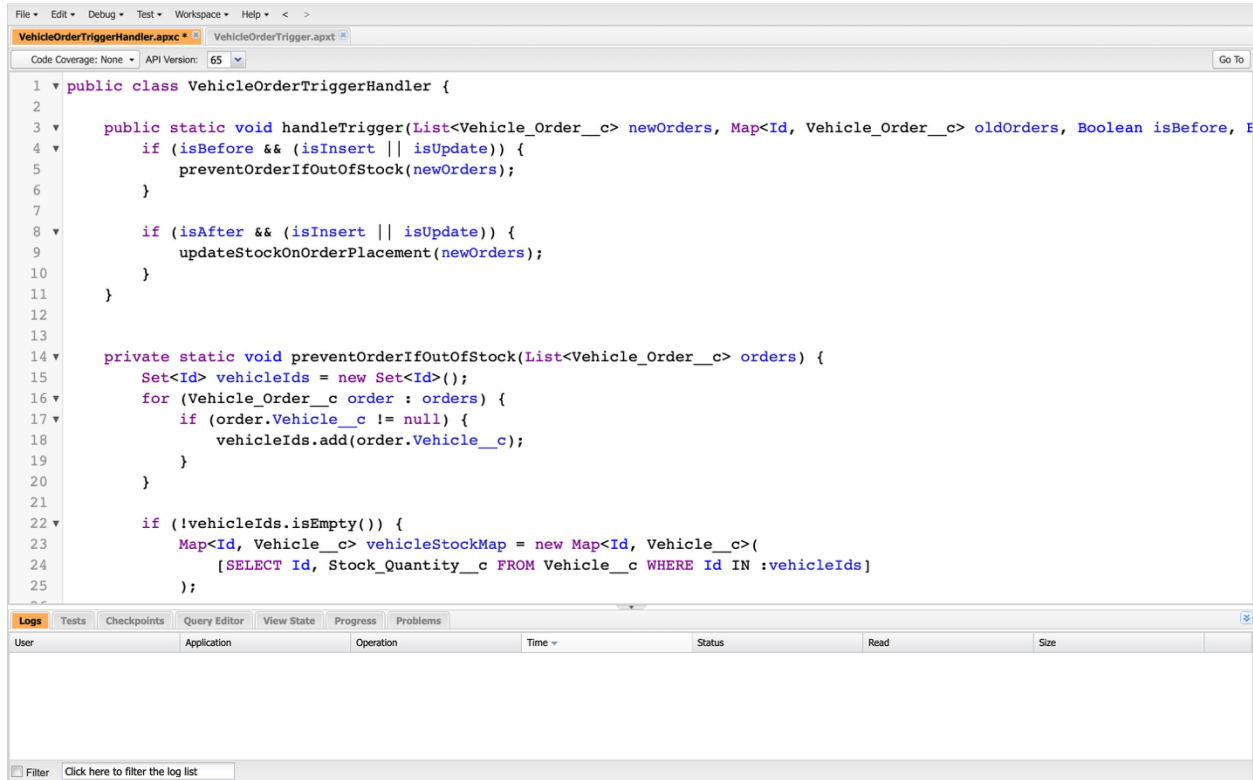 File Edit Debug Test Workspace Help < >
VehicleOrderTriggerHandler.apxc * VehicleOrderTrigger.apxt
Code Coverage: None API Version: 65 Go To
1 public class VehicleOrderTriggerHandler {
2
3 public static void handleTrigger(List<Vehicle_Order__c> newOrders, Map<Id, Vehicle_Order__c> oldOrders, Boolean isBefore,
4 if (isBefore && (isInsert || isUpdate)) {
5 preventOrderIfOutOfStock(newOrders);
6 }
7
8 if (isAfter && (isInsert || isUpdate)) {
9 updateStockOnOrderPlacement(newOrders);
10 }
11 }
12
13
14 private static void preventOrderIfOutOfStock(List<Vehicle_Order__c> orders) {
15 Set<Id> vehicleIds = new Set<Id>();
16 for (Vehicle_Order__c order : orders) {
17 if (order.Vehicle__c != null) {
18 vehicleIds.add(order.Vehicle__c);
19 }
20 }
21
22 if (!vehicleIds.isEmpty()) {
23 Map<Id, Vehicle__c> vehicleStockMap = new Map<Id, Vehicle__c>(
24 [SELECT Id, Stock_Quantity__c FROM Vehicle__c WHERE Id IN :vehicleIds]
25 );
Logs Tests Checkpoints Query Editor View State Progress Problems
User Application Operation Time Status Read Size
Filter Click here to filter the log list